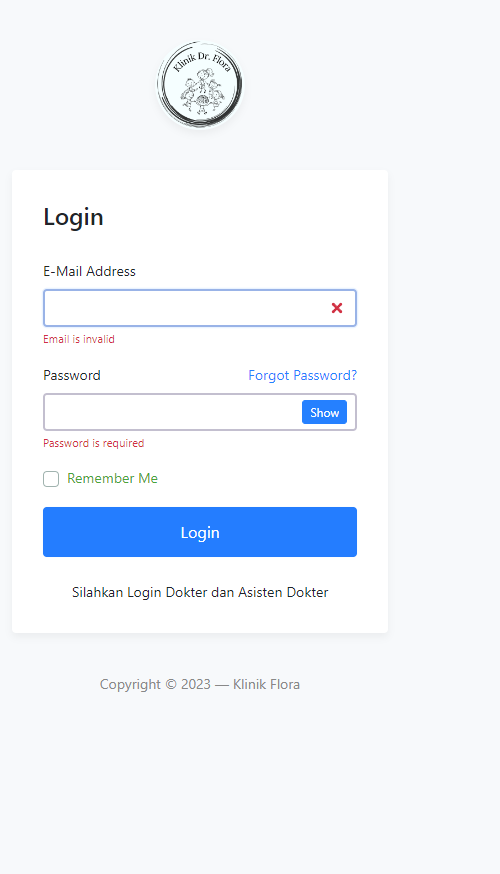 Klinik Dr. Flora
Login
E-Mail Address
Email is invalid
Password Forgot Password?
Show
Password is required
Remember Me
Login
Silahkan Login Dokter dan Asisten Dokter
Copyright © 2023 — Klinik Flora